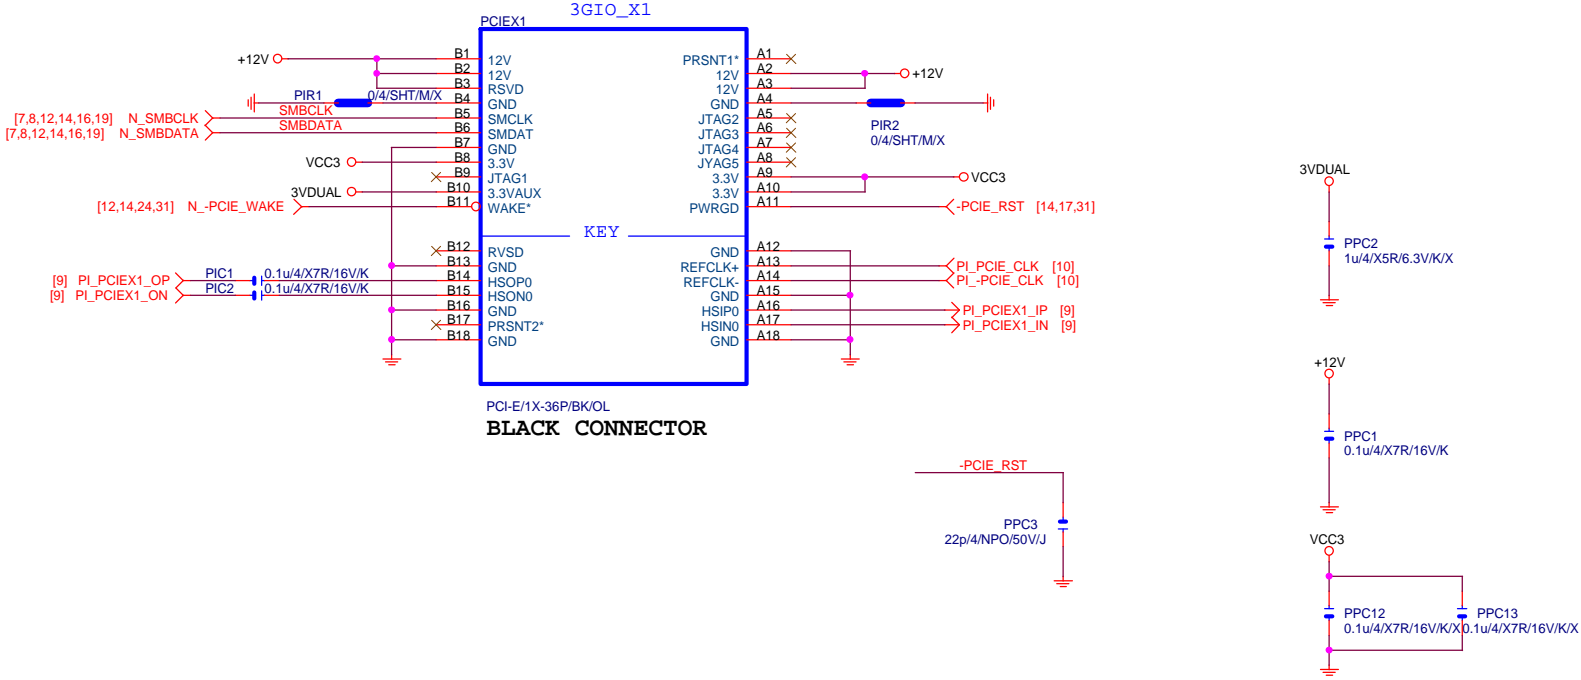 3GIO_X1
PCIEX1
+12V B1 12V PRSNT1* A1
B2 12V 12V A2 +12V
B3 RSVD 12V A3
PIR1 0/4/SHT/M/X B4 GND GND A4
[7,8,12,14,16,19] N_SMBCLK SMBCLK B5 SMCLK JTAG2 A5 PIR2
[7,8,12,14,16,19] N_SMBDATA SMBDATA B6 SMDAT JTAG3 A6 0/4/SHT/M/X
B7 GND JTAG4 A7
VCC3 B8 3.3V JYAG5 A8
B9 JTAG1 3.3V A9 VCC3
3VDUAL B10 3.3VAUX 3.3V A10
[12,14,24,31] N_-PCIE_WAKE B11 WAKE* PWRGD A11 -PCIE_RST [14,17,31]
KEY
B12 RVSD GND A12
B13 GND REFCLK+ A13 PI_PCIE_CLK [10]
[9] PI_PCIEX1_OP PIC1 0.1u/4/X7R/16V/K B14 HSOP0 REFCLK- A14 PI_-PCIE_CLK [10]
[9] PI_PCIEX1_ON PIC2 0.1u/4/X7R/16V/K B15 HSON0 GND A15
B16 GND HSIP0 A16 PI_PCIEX1_IP [9]
B17 PRSNT2* HSIN0 A17 PI_PCIEX1_IN [9]
B18 GND GND A18
PCI-E/1X-36P/BK/OL
BLACK CONNECTOR
-PCIE_RST
PPC3
22p/4/NPO/50V/J
3VDUAL
PPC2
1u/4/X5R/6.3V/K/X
+12V
PPC1
0.1u/4/X7R/16V/K
VCC3
PPC12 PPC13
0.1u/4/X7R/16V/K/X 0.1u/4/X7R/16V/K/X